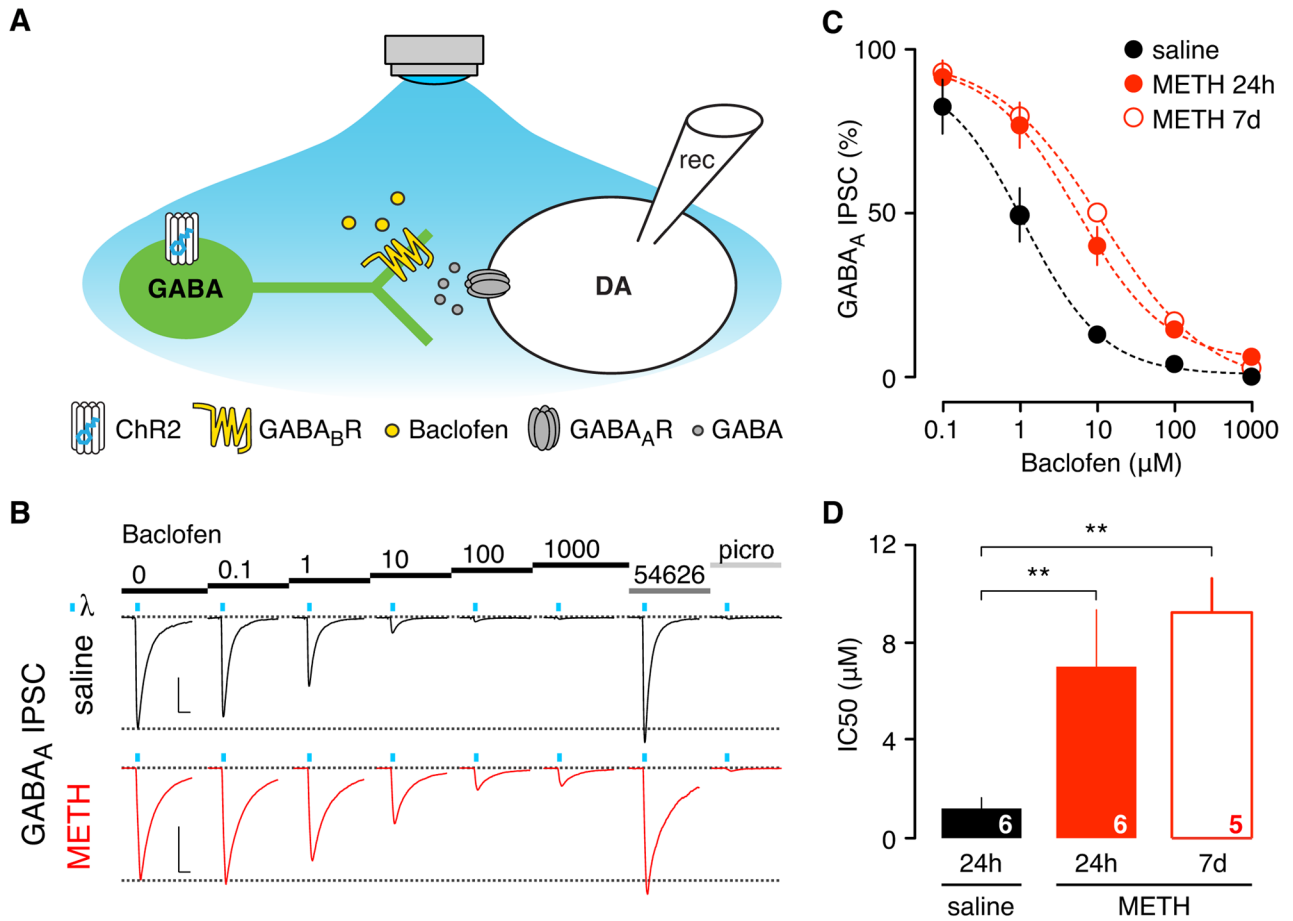 A
rec
GABA
DA
ChR2 GABABR Baclofen GABAAR GABA
B
Baclofen
0 0.1 1 10 100 1000 54626 picro
λ
GABAA IPSC
saline
METH
C
GABAA IPSC (%)
100
50
0
saline
METH 24h
METH 7d
0.1 1 10 100 1000
Baclofen (µM)
D
IC50 (µM)
12
8
4
0
**
**
6 6 5
24h 24h 7d
saline METH